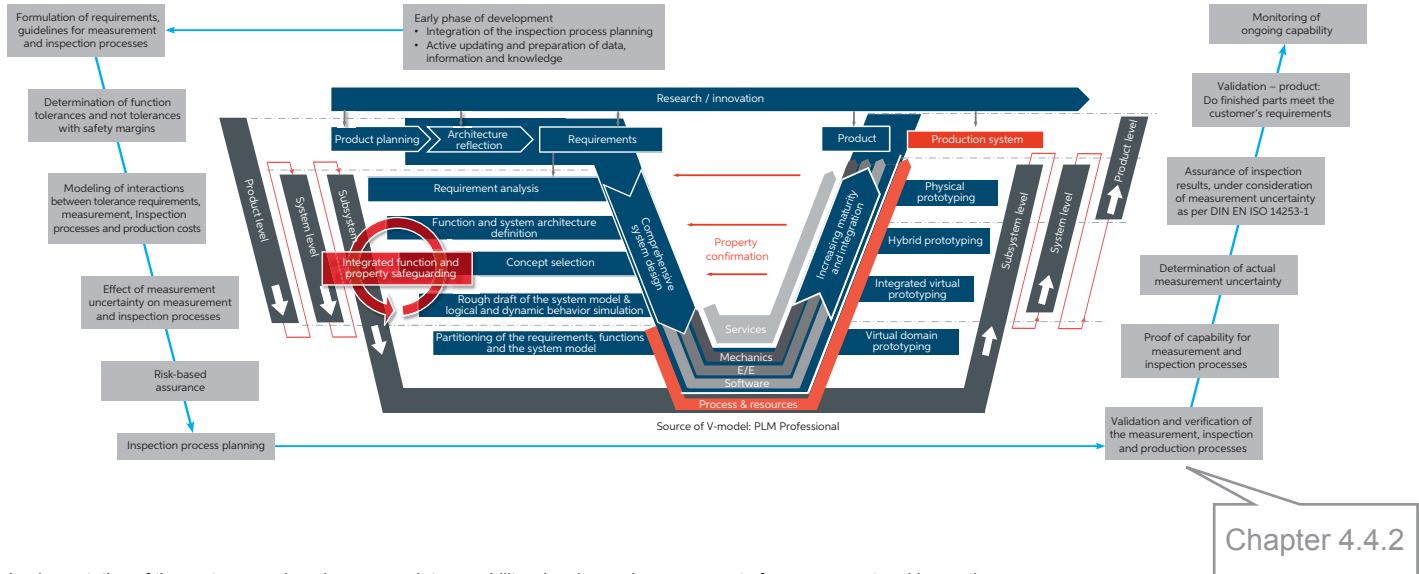 Formulation of requirements,
guidelines for measurement
and inspection processes
Early phase of development
• Integration of the inspection process planning
• Active updating and preparation of data,
information and knowledge
Monitoring of
ongoing capability
Determination of function
tolerances and not tolerances
with safety margins
Modeling of interactions
between tolerance requirements,
measurement, Inspection
processes and production costs
Effect of measurement
uncertainty on measurement
and inspection processes
Risk-based
assurance
Inspection process planning
Research / innovation
Product planning
Architecture
reflection
Requirements
Product
Production system
Product level
System level
Subsystem
Requirement analysis
Function and system architecture
definition
Integrated function and
property safeguarding
Concept selection
Rough draft of the system model &
logical and dynamic behavior simulation
Partitioning of the requirements, functions
and the system model
Comprehensive
system design
Property
confirmation
Increasing maturity
and integration
Services
Mechanics
E/E
Software
Process & resources
Physical
prototyping
Hybrid prototyping
Integrated virtual
prototyping
Virtual domain
prototyping
Subsystem level
System level
Product level
Source of V-model: PLM Professional
Validation – product:
Do finished parts meet the
customer's requirements
Assurance of inspection
results, under consideration
of measurement uncertainty
as per DIN EN ISO 14253-1
Determination of actual
measurement uncertainty
Proof of capability for
measurement and
inspection processes
Validation and verification of
the measurement, inspection
and production processes
Chapter 4.4.2